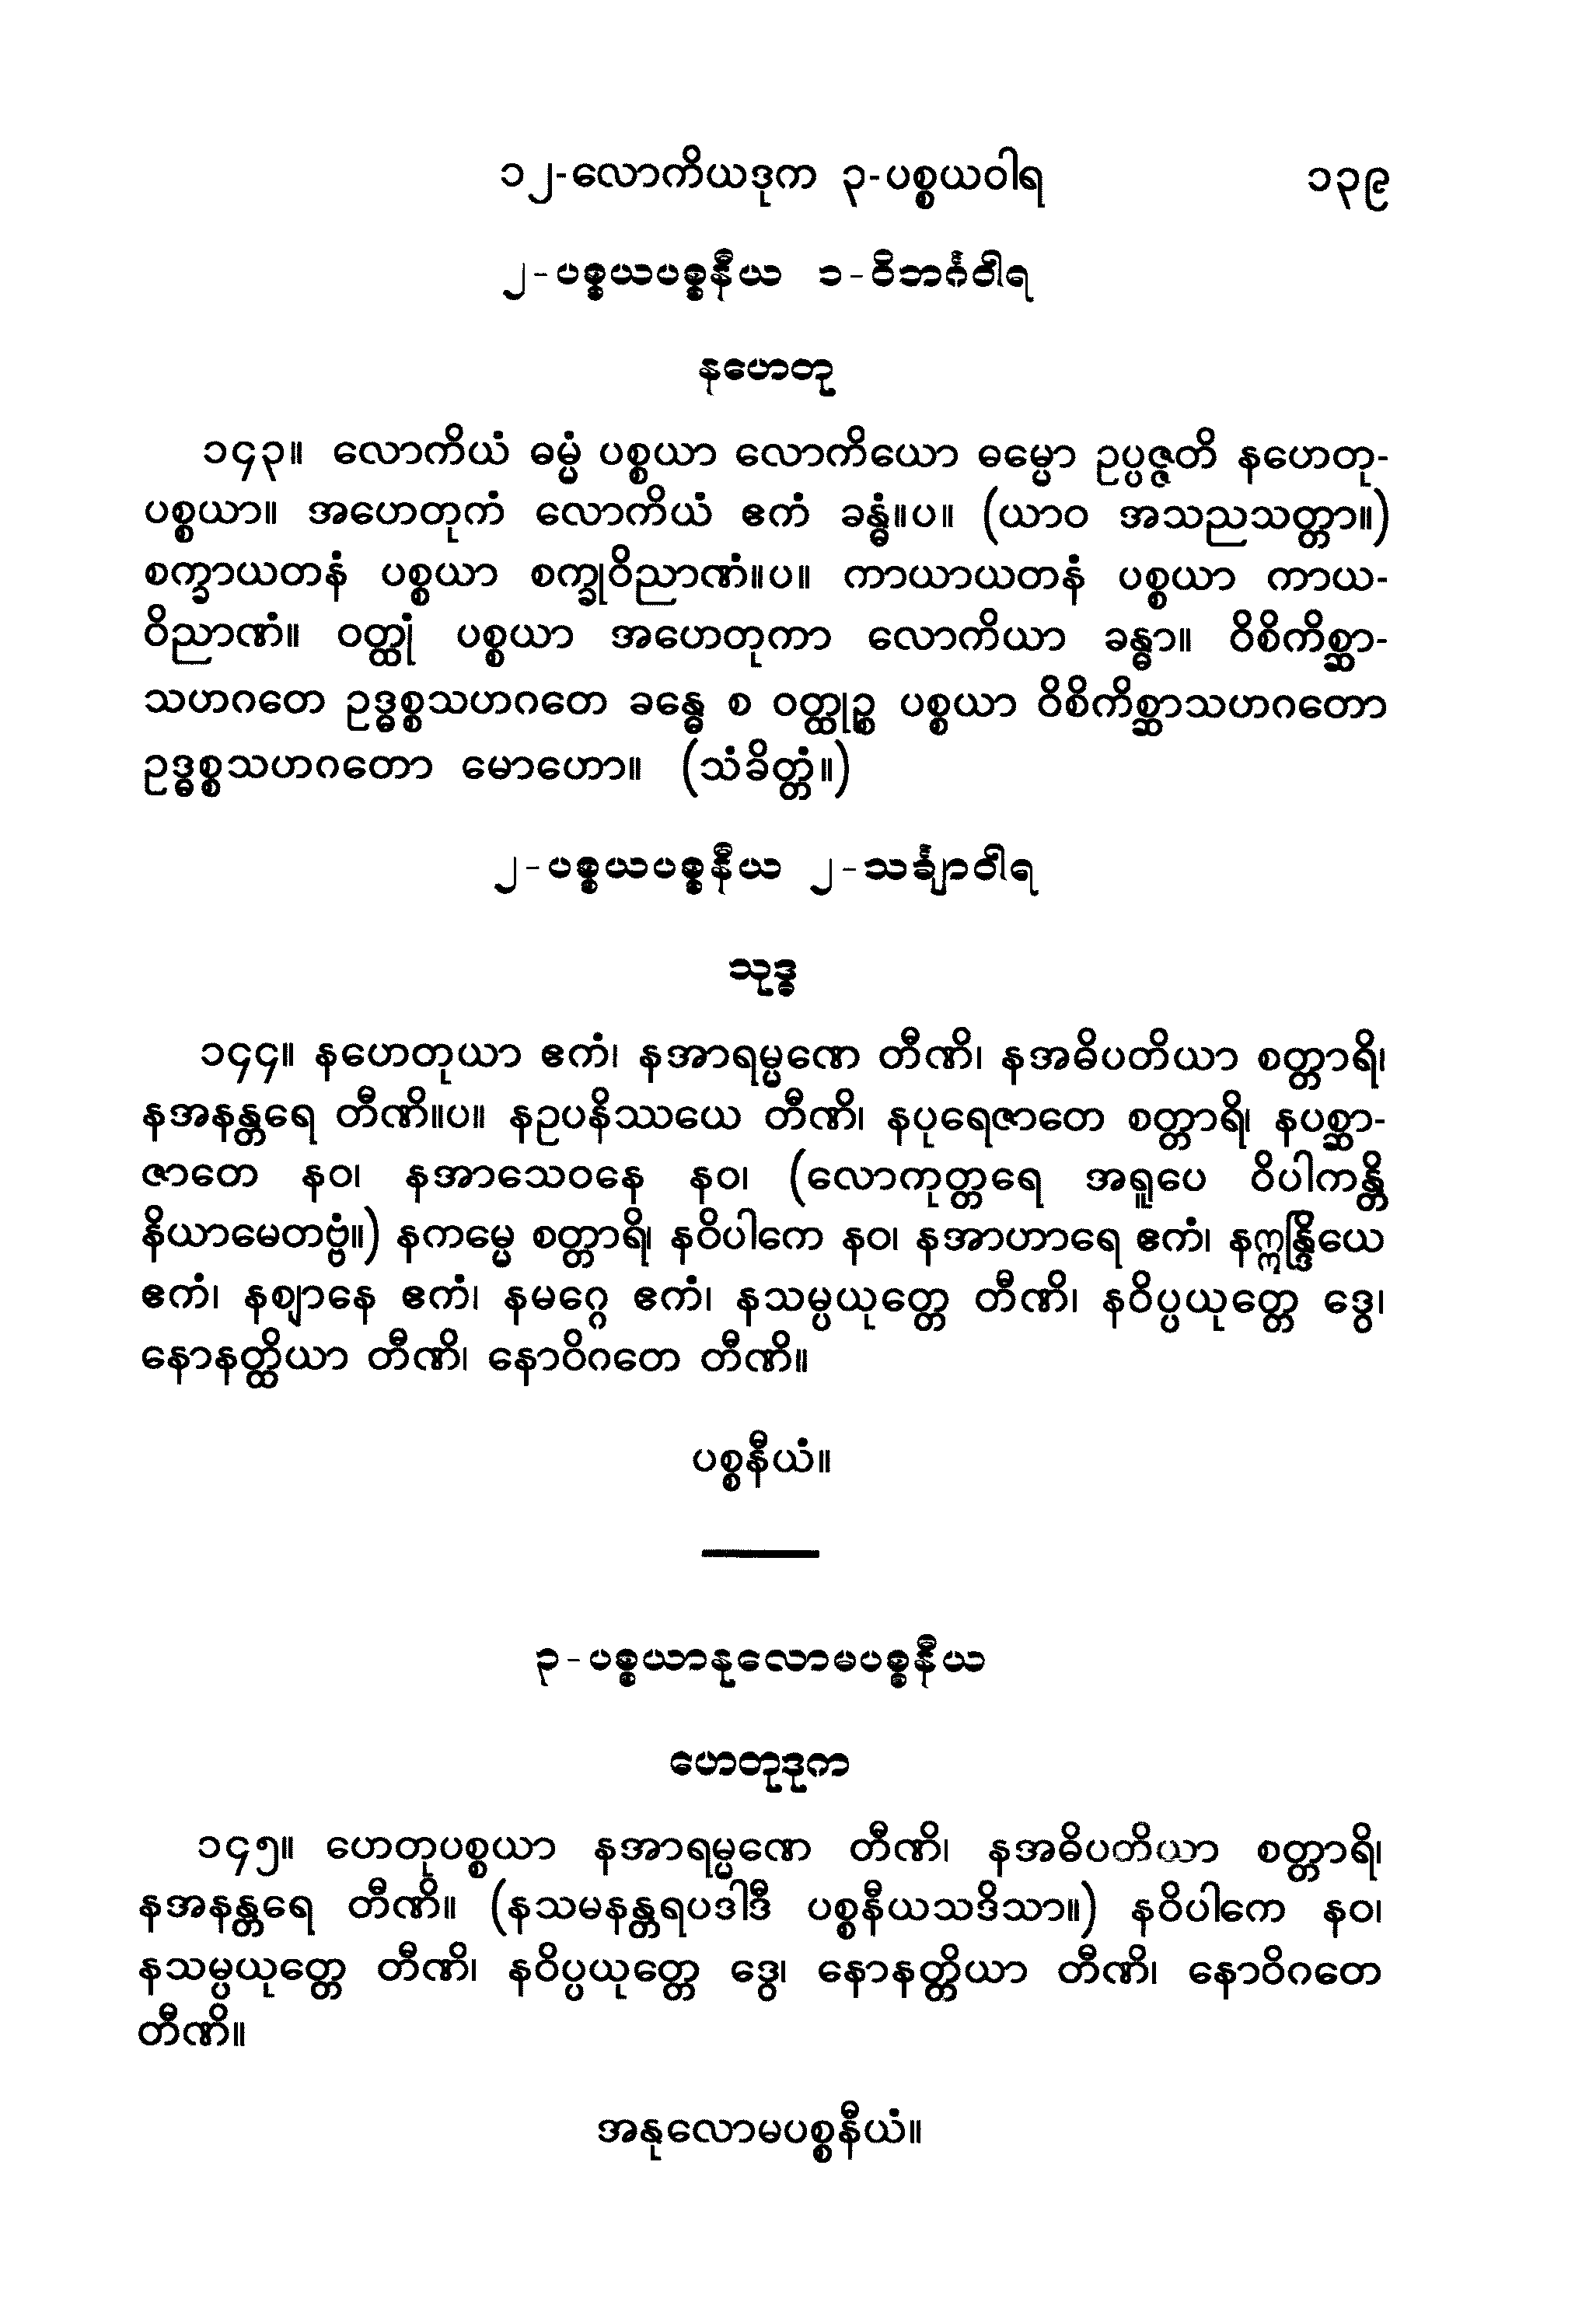 ၁၂-လောကိယဒုက ၃-ပစ္စယဝါရ ၁၃၉
၂-ပစ္စယပစ္စနီယ ၁-ဝိဘင်္ဂဝါရ
နဟေတု
၁၄၃။ လောကိယံ ဓမ္မံ ပစ္စယာ လောကိယော ဓမ္မော ဥပ္ပဇ္ဇတိ နဟေတု-
ပစ္စယာ။ အဟေတုကံ လောကိယံ ဧကံ ခန္ဓံ။ပ။ (ယာဝ အသညသတ္တာ။)
စက္ခာယတနံ ပစ္စယာ စက္ခုဝိညာဏံ။ပ။ ကာယာယတနံ ပစ္စယာ ကာယ-
ဝိညာဏံ။ ဝတ္ထုံ ပစ္စယာ အဟေတုကာ လောကိယာ ခန္ဓာ။ ဝိစိကိစ္ဆာ-
သဟဂတေ ဥဒ္ဓစ္စသဟဂတေ ခန္ဓေ စ ဝတ္ထုဉ္စ ပစ္စယာ ဝိစိကိစ္ဆာသဟဂတော
ဥဒ္ဓစ္စသဟဂတော မောဟော။ (သံခိတ္တံ။)
၂-ပစ္စယပစ္စနီယ ၂-သင်္ချာဝါရ
သုဒ္ဓ
၁၄၄။ နဟေတုယာ ဧကံ၊ နအာရမ္မဏေ တီဏိ၊ နအဓိပတိယာ စတ္တာရိ၊
နအနန္တရေ တီဏိ။ပ။ နဥပနိဿယေ တီဏိ၊ နပုရေဇာတေ စတ္တာရိ၊ နပစ္ဆာ-
ဇာတေ နဝ၊ နအာသေဝနေ နဝ၊ (လောကုတ္တရေ အရူပေ ဝိပါကန္တိ
နိယာမေတဗ္ဗံ။) နကမ္မေ စတ္တာရိ၊ နဝိပါကေ နဝ၊ နအာဟာရေ ဧကံ၊ နဣန္ဒြိယေ
ဧကံ၊ နဈာနေ ဧကံ၊ နမဂ္ဂေ ဧကံ၊ နသမ္ပယုတ္တေ တီဏိ၊ နဝိပ္ပယုတ္တေ ဒွေ၊
နောနတ္ထိယာ တီဏိ၊ နောဝိဂတေ တီဏိ။
ပစ္စနီယံ။
၃-ပစ္စယာနုလောမပစ္စနီယ
ဟေတုဒုက
၁၄၅။ ဟေတုပစ္စယာ နအာရမ္မဏေ တီဏိ၊ နအဓိပတိယာ စတ္တာရိ၊
နအနန္တရေ တီဏိ။ (နသမနန္တရပဒါဒီ ပစ္စနီယသဒိသာ။) နဝိပါကေ နဝ၊
နသမ္ပယုတ္တေ တီဏိ၊ နဝိပ္ပယုတ္တေ ဒွေ၊ နောနတ္ထိယာ တီဏိ၊ နောဝိဂတေ
တီဏိ။
အနုလောမပစ္စနီယံ။